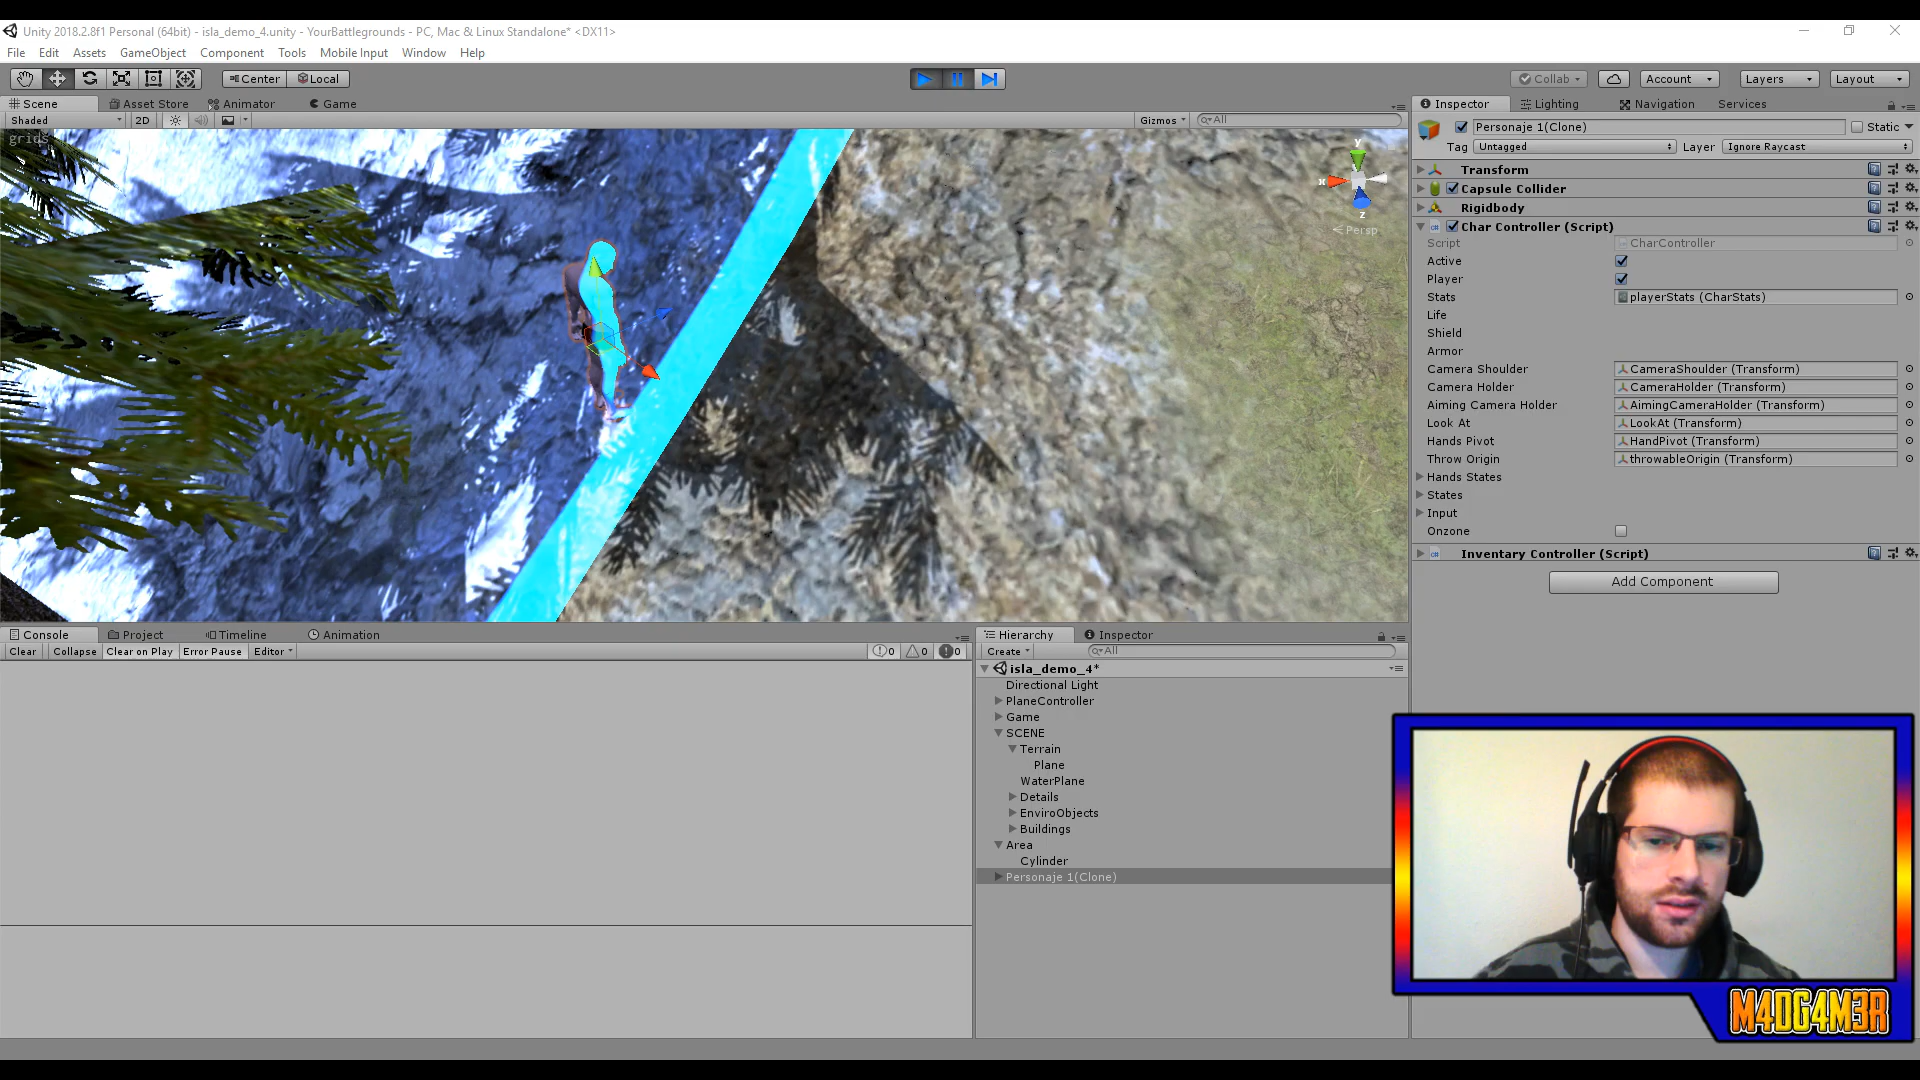 Unity 2018.2.8f1 Personal (64bit) - isla_demo_4.unity - YourBattlegrounds - PC, Mac & Linux Standalone* <DX11>
File Edit Assets GameObject Component Tools Mobile Input Window Help
Center Local Collab Account Layers Layout
Scene Asset Store Animator Game
Shaded 2D Gizmos All
grids
y
x
z
Persp
Inspector Lighting Navigation Services
Personaje 1(Clone) Static
Tag Untagged Layer Ignore Raycast
Transform
Capsule Collider
Rigidbody
Char Controller (Script)
Script CharController
Active
Player
Stats playerStats (CharStats)
Life
Shield
Armor
Camera Shoulder CameraShoulder (Transform)
Camera Holder CameraHolder (Transform)
Aiming Camera Holder AimingCameraHolder (Transform)
Look At LookAt (Transform)
Hands Pivot HandPivot (Transform)
Throw Origin throwableOrigin (Transform)
Hands States
States
Input
Onzone
Inventory Controller (Script)
Add Component
Console Project Timeline Animation
Clear Collapse Clear on Play Error Pause Editor 0 0 0
Hierarchy Inspector
Create All
isla_demo_4*
Directional Light
PlaneController
Game
SCENE
Terrain
Plane
WaterPlane
Details
EnviroObjects
Buildings
Area
Cylinder
Personaje 1(Clone)
M4DG4M3R